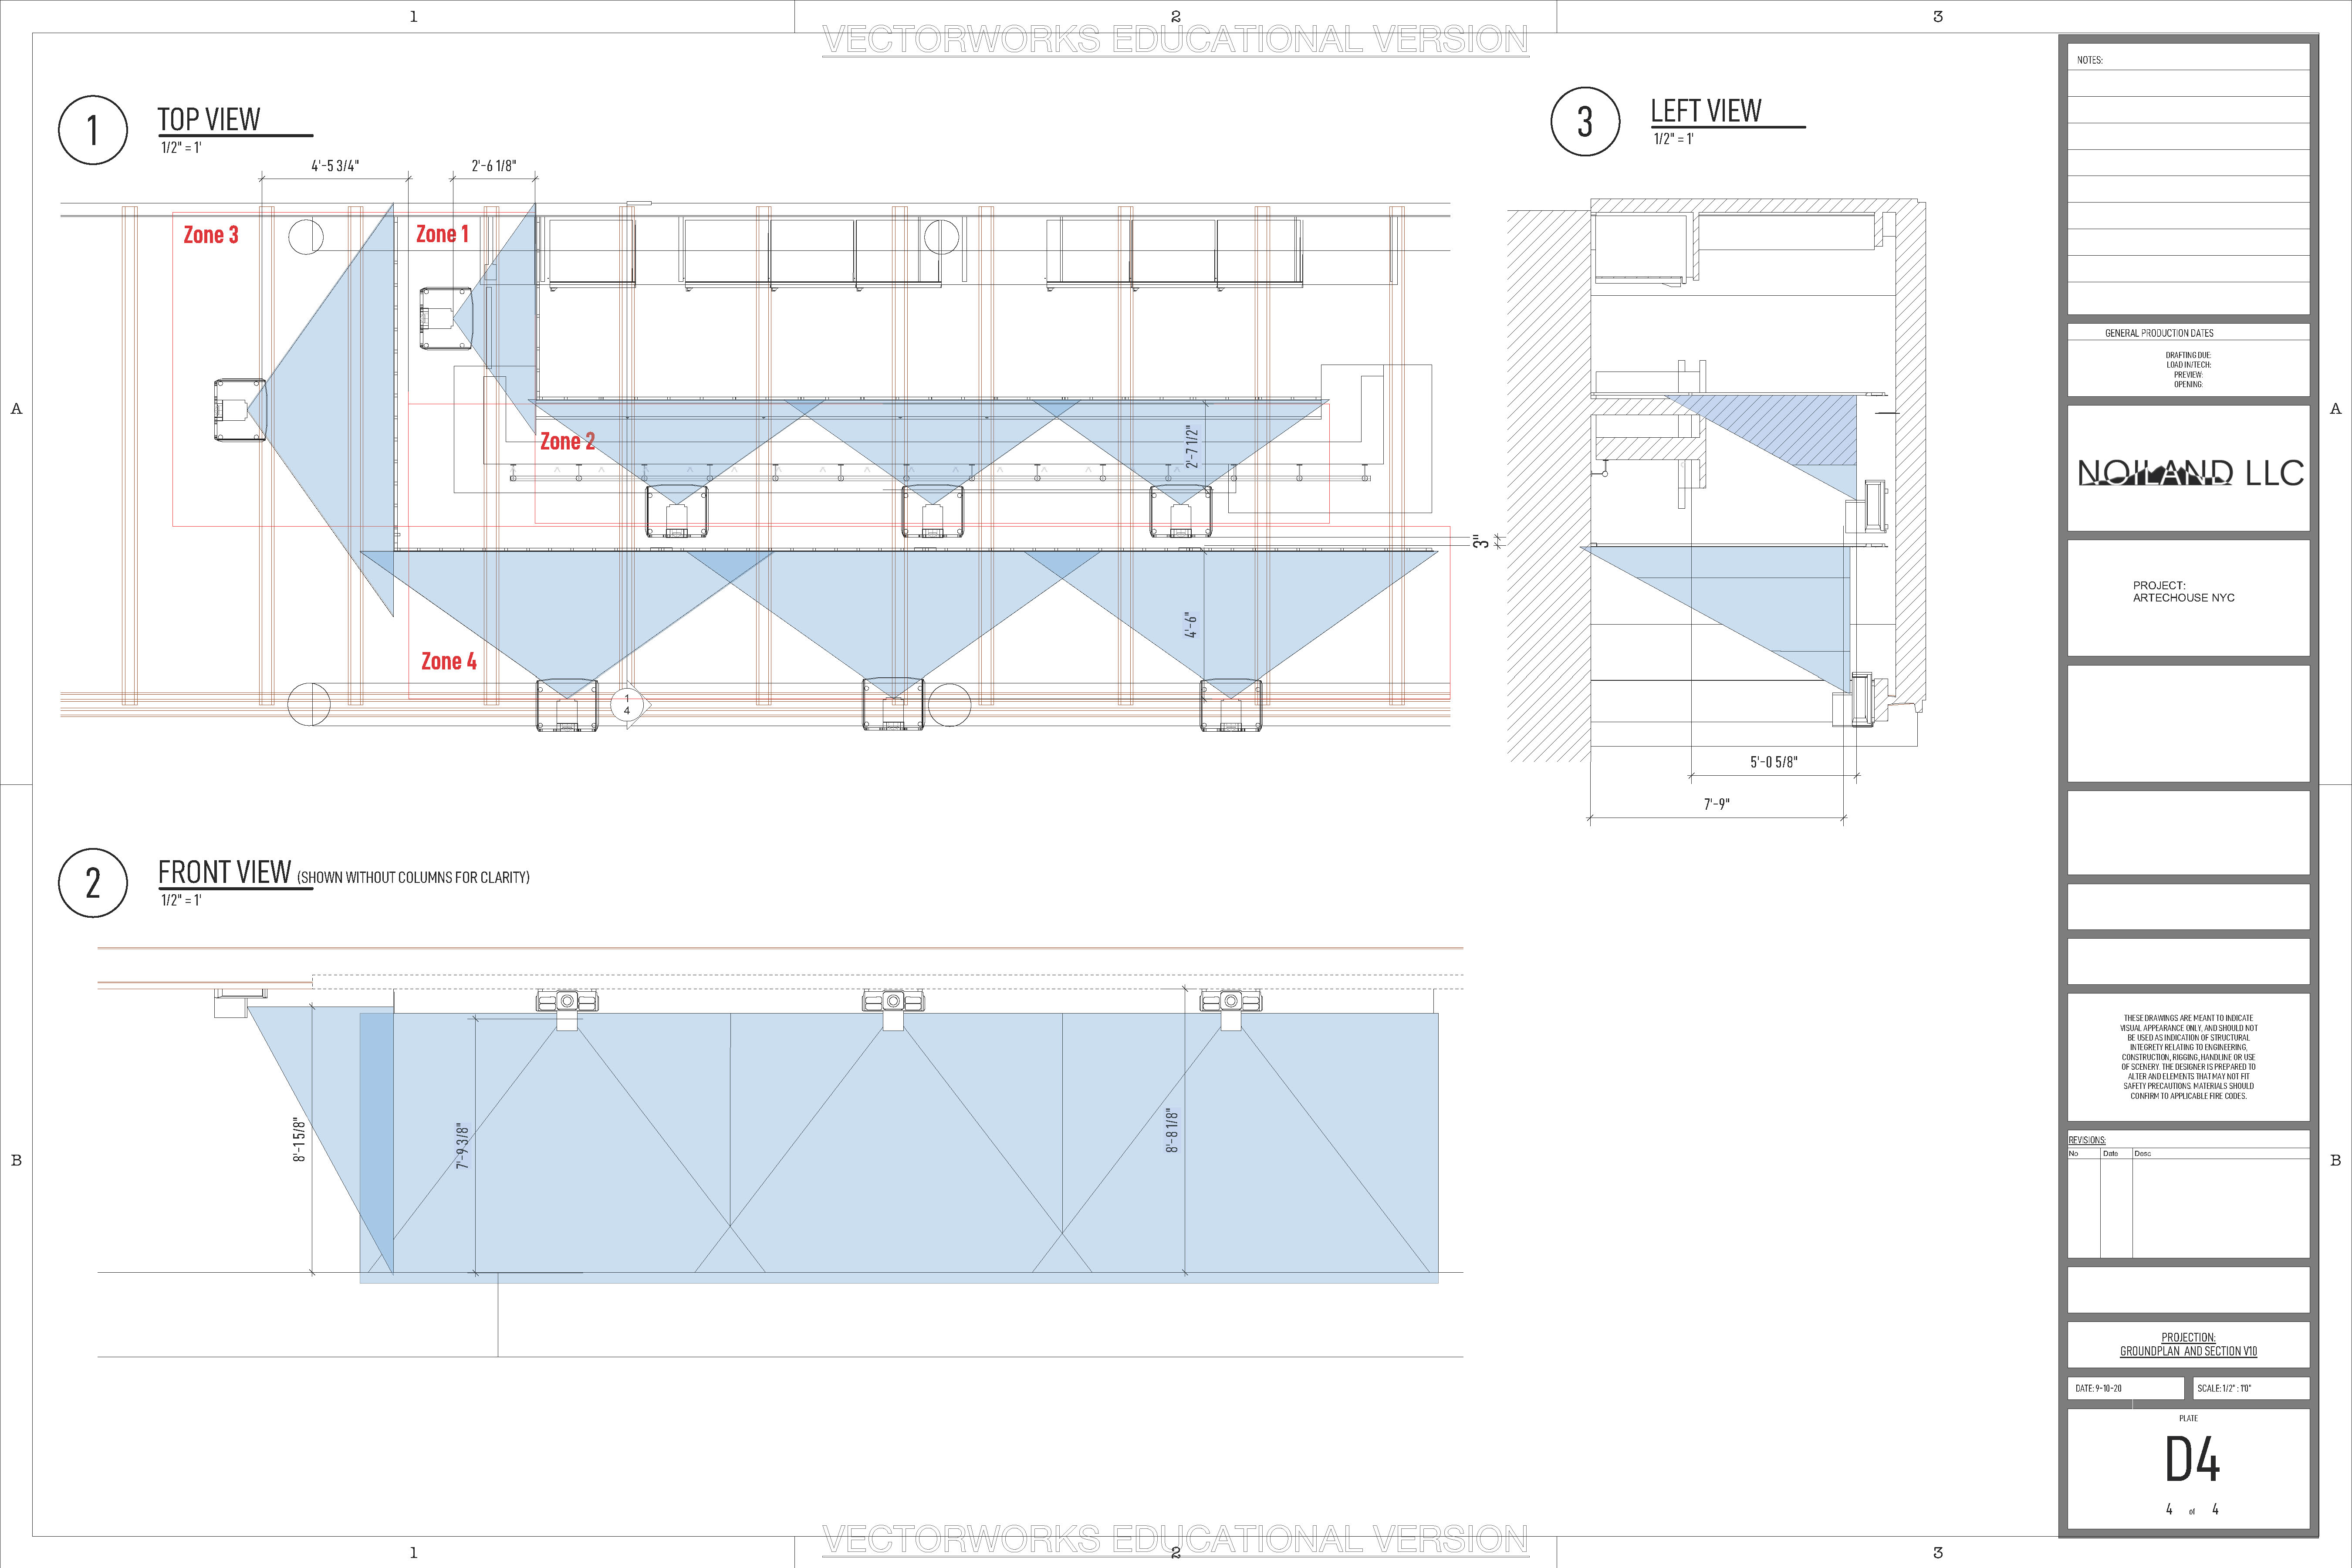 1
2
3
VECTORWORKS EDUCATIONAL VERSION
1
TOP VIEW
1/2" = 1'
4'-5 3/4"
2'-6 1/8"
Zone 3
Zone 1
Zone 2
2'-7 1/2"
3"
4'-6"
Zone 4
1
4
3
LEFT VIEW
1/2" = 1'
5'-0 5/8"
7'-9"
A
A
2
FRONT VIEW (SHOWN WITHOUT COLUMNS FOR CLARITY)
1/2" = 1'
8'-1 5/8"
7'-9 3/8"
8'-8 1/8"
B
B
NOTES:
GENERAL PRODUCTION DATES
DRAFTING DUE:
LOAD IN/TECH:
PREVIEW:
OPENING:
NOILAND LLC
PROJECT:
ARTECHOUSE NYC
THESE DRAWINGS ARE MEANT TO INDICATE
VISUAL APPEARANCE ONLY, AND SHOULD NOT
BE USED AS INDICATION OF STRUCTURAL
INTEGRETY RELATING TO ENGINEERING,
CONSTRUCTION, RIGGING, HANDLINE OR USE
OF SCENERY. THE DESIGNER IS PREPARED TO
ALTER AND ELEMENTS THAT MAY NOT FIT
SAFETY PRECAUTIONS. MATERIALS SHOULD
CONFIRM TO APPLICABLE FIRE CODES.
REVISIONS:
No Date Desc
PROJECTION:
GROUNDPLAN AND SECTION V10
DATE: 9-10-20
SCALE: 1/2" : 1'0"
PLATE
D4
4 of 4
VECTORWORKS EDUCATIONAL VERSION
1
2
3